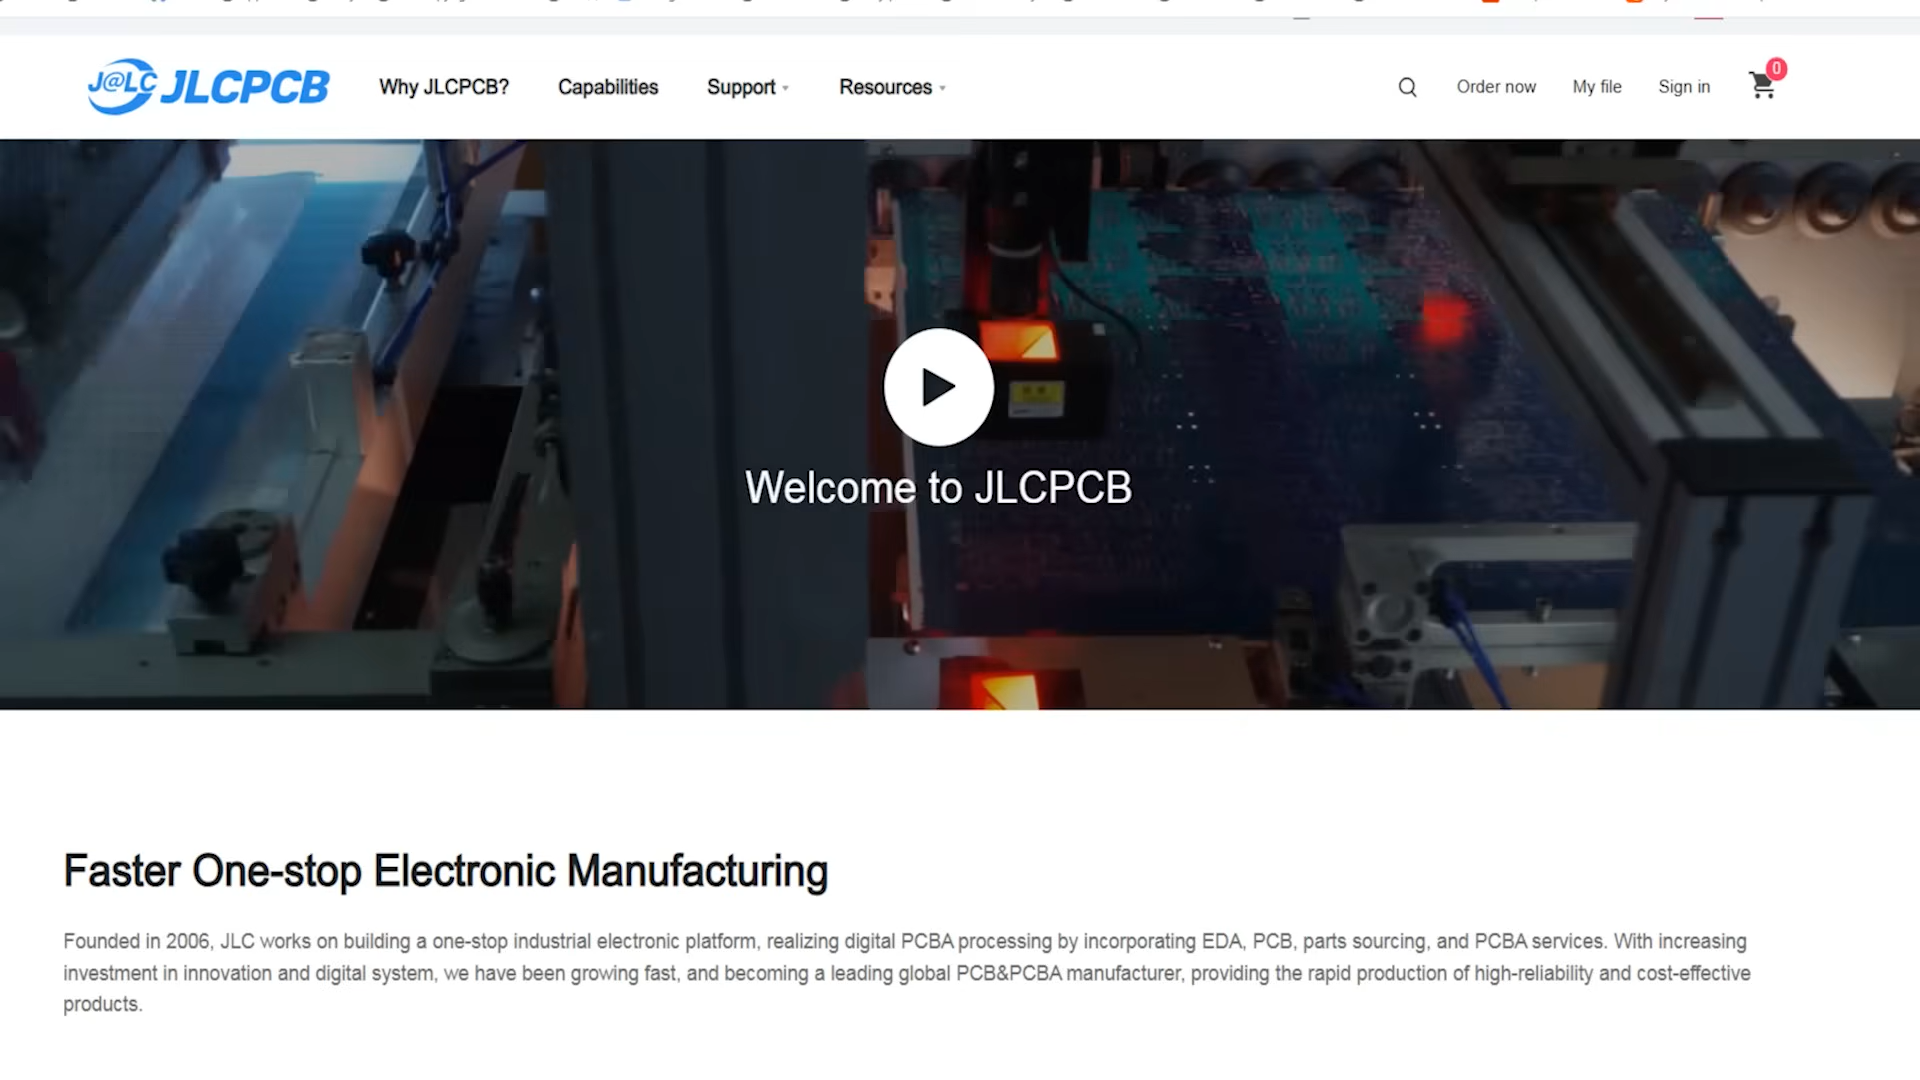 J@LC JLCPCB Why JLCPCB? Capabilities Support Resources Order now My file Sign in 0
Welcome to JLCPCB
Faster One-stop Electronic Manufacturing
Founded in 2006, JLC works on building a one-stop industrial electronic platform, realizing digital PCBA processing by incorporating EDA, PCB, parts sourcing, and PCBA services. With increasing
investment in innovation and digital system, we have been growing fast, and becoming a leading global PCB&PCBA manufacturer, providing the rapid production of high-reliability and cost-effective
products.